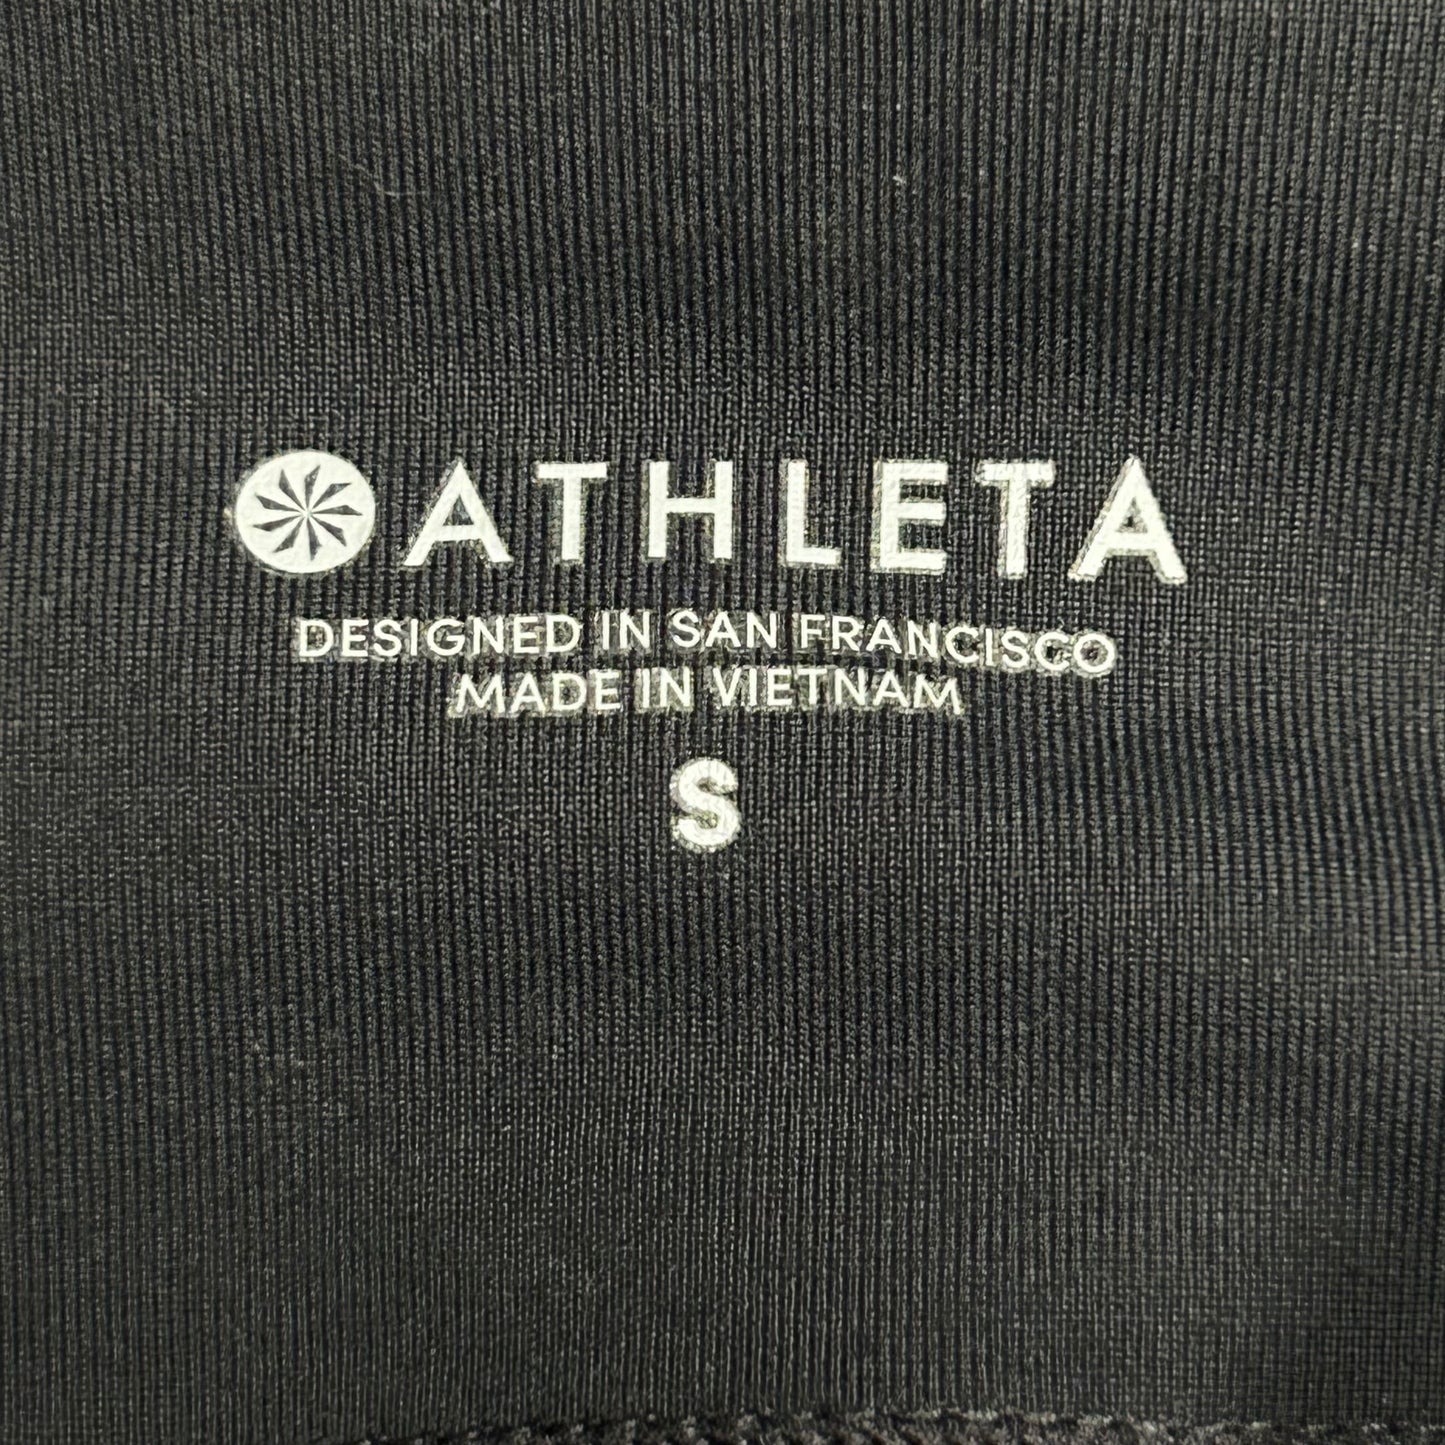 ATHLETA
DESIGNED IN SAN FRANCISCO
MADE IN VIETNAM
S